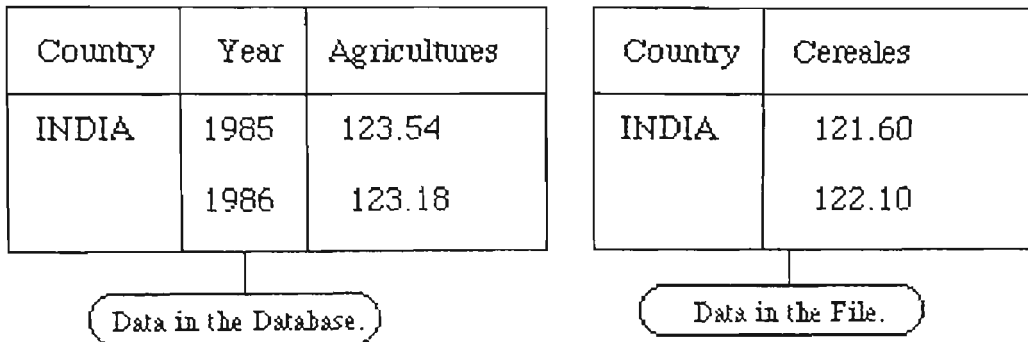 Country Year Agricultures
INDIA 1985 123.54
1986 123.18
Data in the Database.
Country Cereales
INDIA 121.60
122.10
Data in the File.